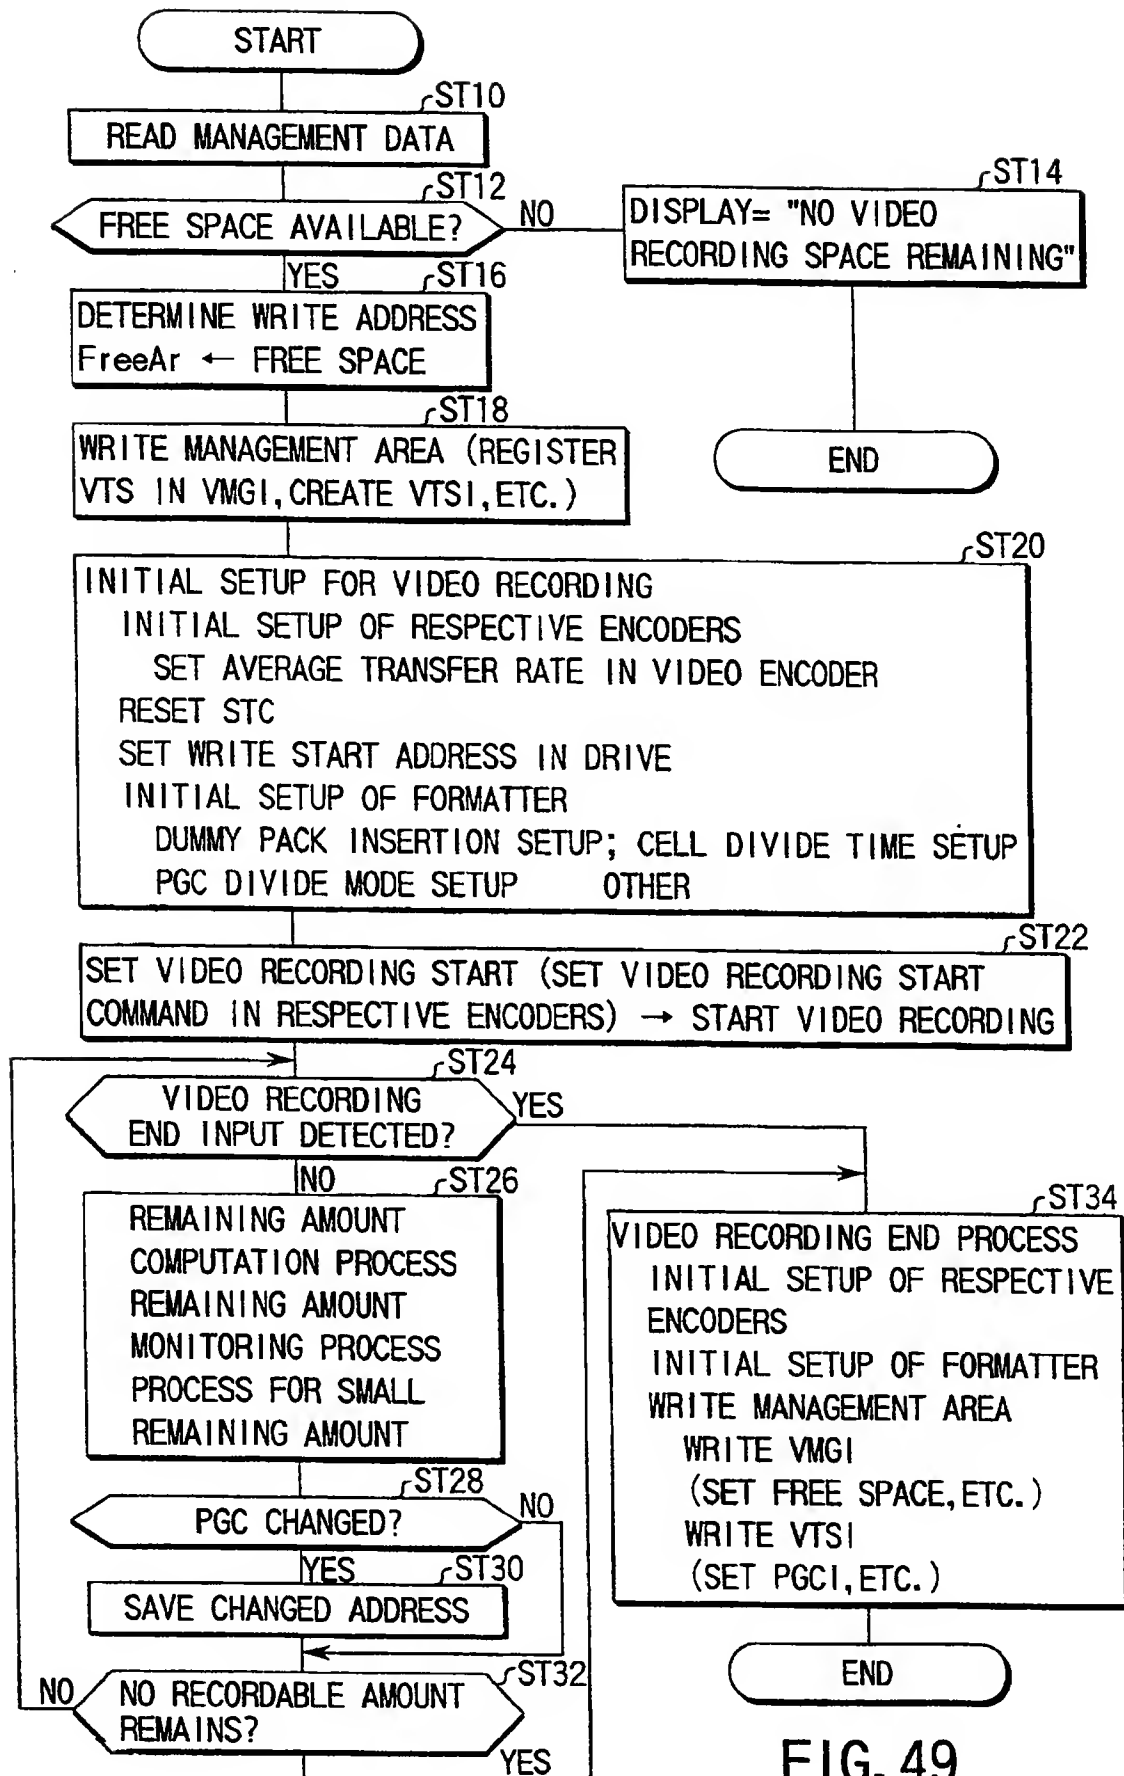 START
ST10
READ MANAGEMENT DATA
ST12
FREE SPACE AVAILABLE?
NO
ST14
DISPLAY= "NO VIDEO
RECORDING SPACE REMAINING"
END
YES
ST16
DETERMINE WRITE ADDRESS
FreeAr ← FREE SPACE
ST18
WRITE MANAGEMENT AREA (REGISTER
VTS IN VMGI, CREATE VTSI, ETC.)
ST20
INITIAL SETUP FOR VIDEO RECORDING
INITIAL SETUP OF RESPECTIVE ENCODERS
SET AVERAGE TRANSFER RATE IN VIDEO ENCODER
RESET STC
SET WRITE START ADDRESS IN DRIVE
INITIAL SETUP OF FORMATTER
DUMMY PACK INSERTION SETUP; CELL DIVIDE TIME SETUP
PGC DIVIDE MODE SETUP OTHER
ST22
SET VIDEO RECORDING START (SET VIDEO RECORDING START
COMMAND IN RESPECTIVE ENCODERS) → START VIDEO RECORDING
ST24
VIDEO RECORDING
END INPUT DETECTED?
YES
NO
ST26
REMAINING AMOUNT
COMPUTATION PROCESS
REMAINING AMOUNT
MONITORING PROCESS
PROCESS FOR SMALL
REMAINING AMOUNT
ST28
PGC CHANGED?
NO
YES
ST30
SAVE CHANGED ADDRESS
ST32
NO RECORDABLE AMOUNT
REMAINS?
NO
YES
ST34
VIDEO RECORDING END PROCESS
INITIAL SETUP OF RESPECTIVE
ENCODERS
INITIAL SETUP OF FORMATTER
WRITE MANAGEMENT AREA
WRITE VMGI
(SET FREE SPACE, ETC.)
WRITE VTSI
(SET PGCI, ETC.)
END
FIG. 49